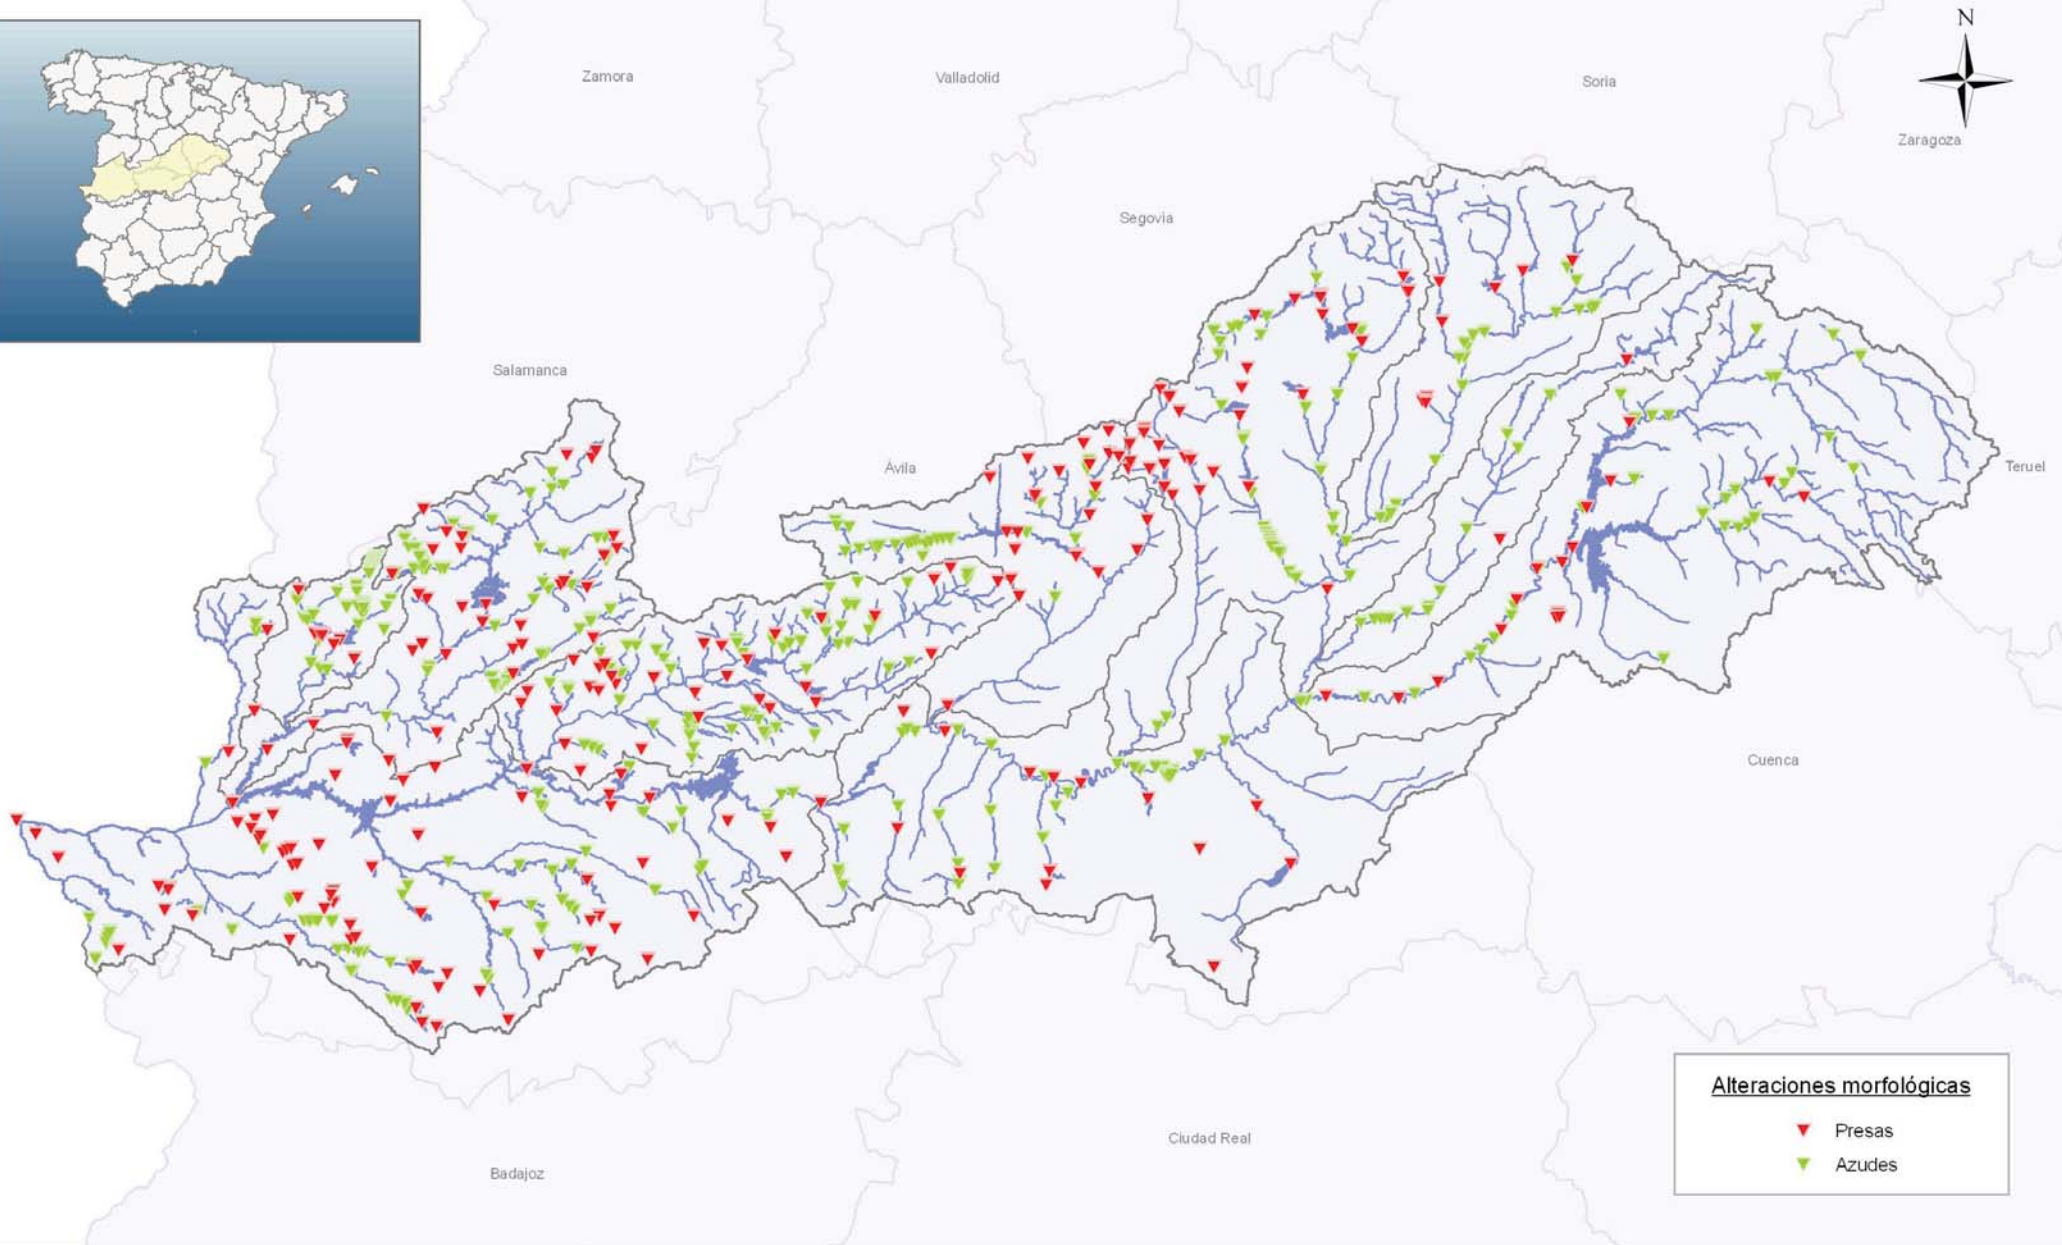 N
Zamora
Valladolid
Soria
Zaragoza
Segovia
Salamanca
Ávila
Teruel
Cuenca
Alteraciones morfológicas
Presas
Azudes
Ciudad Real
Badajoz